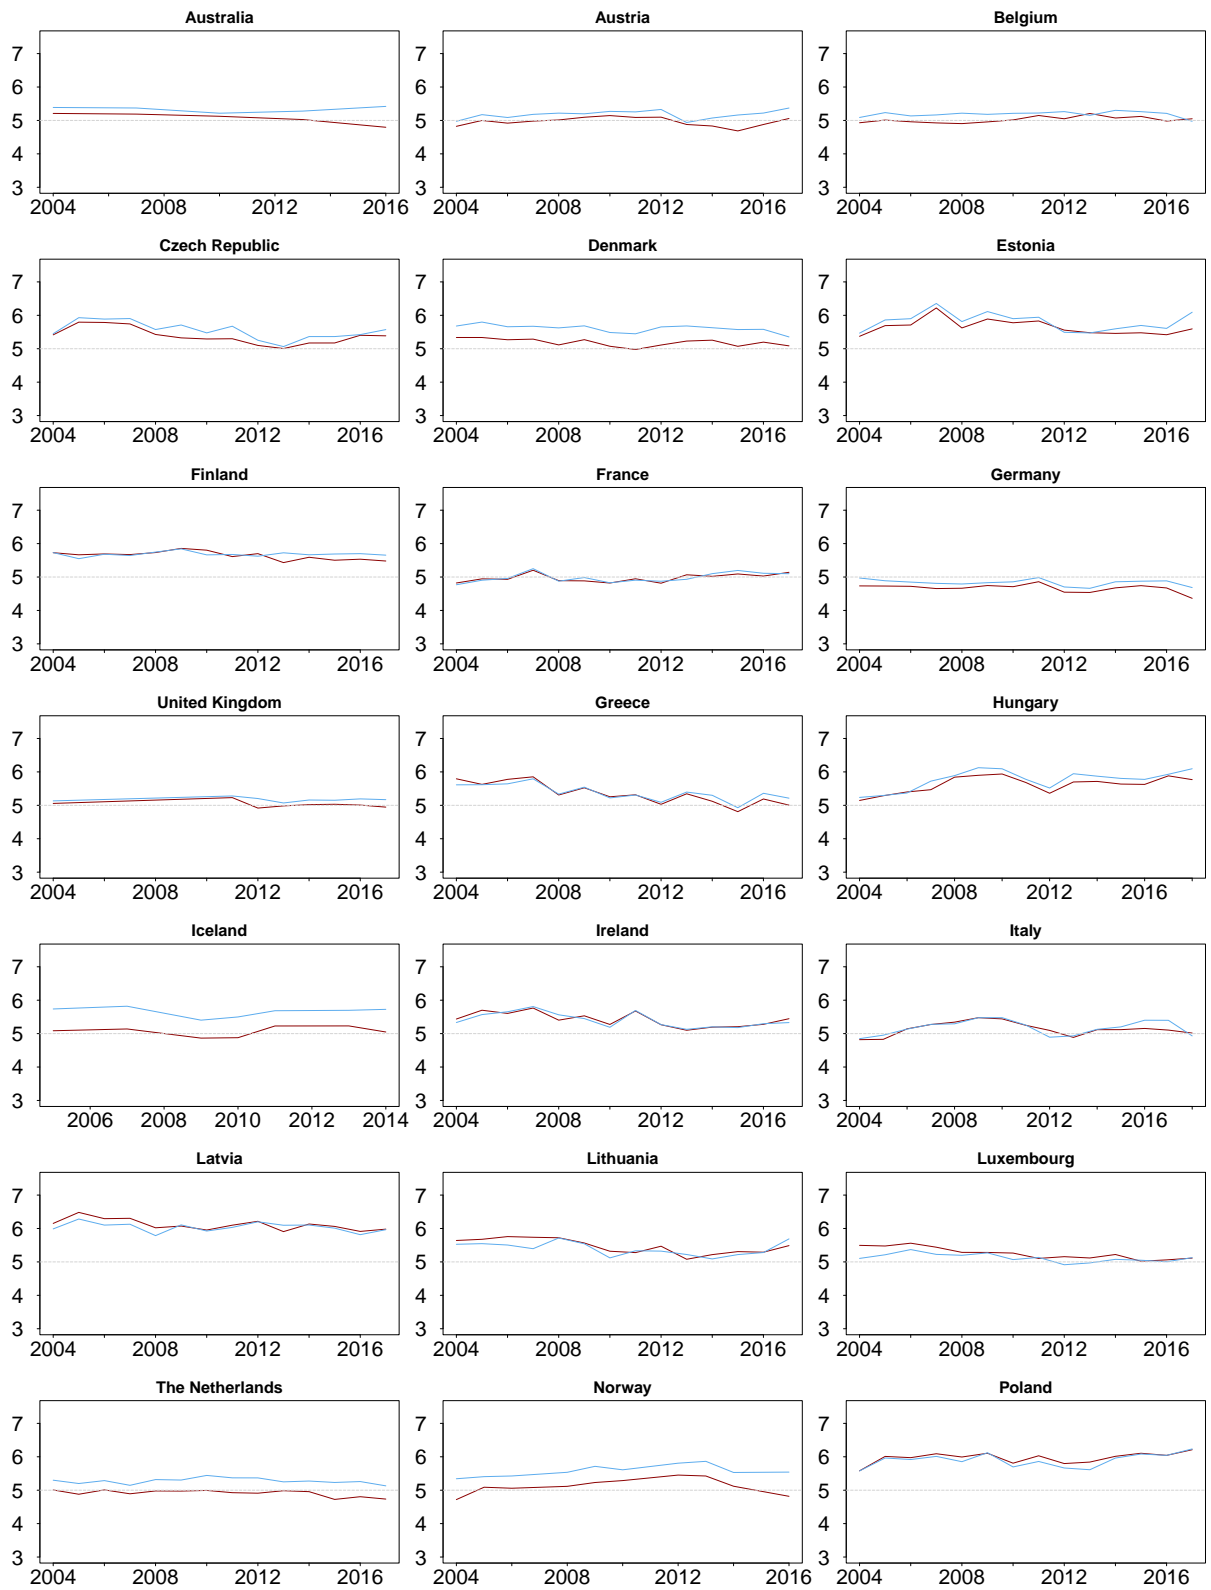 Australia Austria Belgium
7 7 7
6 6 6
5 5 5
4 4 4
3 3 3
2004 2008 2012 2016 2004 2008 2012 2016 2004 2008 2012 2016
Czech Republic Denmark Estonia
7 7 7
6 6 6
5 5 5
4 4 4
3 3 3
2004 2008 2012 2016 2004 2008 2012 2016 2004 2008 2012 2016
Finland France Germany
7 7 7
6 6 6
5 5 5
4 4 4
3 3 3
2004 2008 2012 2016 2004 2008 2012 2016 2004 2008 2012 2016
United Kingdom Greece Hungary
7 7 7
6 6 6
5 5 5
4 4 4
3 3 3
2004 2008 2012 2016 2004 2008 2012 2016 2004 2008 2012 2016
Iceland Ireland Italy
7 7 7
6 6 6
5 5 5
4 4 4
3 3 3
2006 2008 2010 2012 2014 2004 2008 2012 2016 2004 2008 2012 2016
Latvia Lithuania Luxembourg
7 7 7
6 6 6
5 5 5
4 4 4
3 3 3
2004 2008 2012 2016 2004 2008 2012 2016 2004 2008 2012 2016
The Netherlands Norway Poland
7 7 7
6 6 6
5 5 5
4 4 4
3 3 3
2004 2008 2012 2016 2004 2008 2012 2016 2004 2008 2012 2016